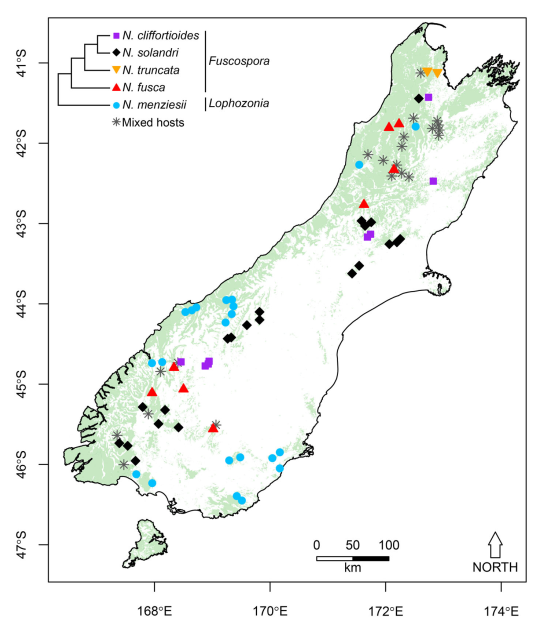 N. cliffortioides
N. solandri
N. truncata
N. fusca
N. menziesii
Mixed hosts
Fuscospora
Lophozonia
41°S
42°S
43°S
44°S
45°S
46°S
47°S
0 50 100
km
NORTH
168°E 170°E 172°E 174°E